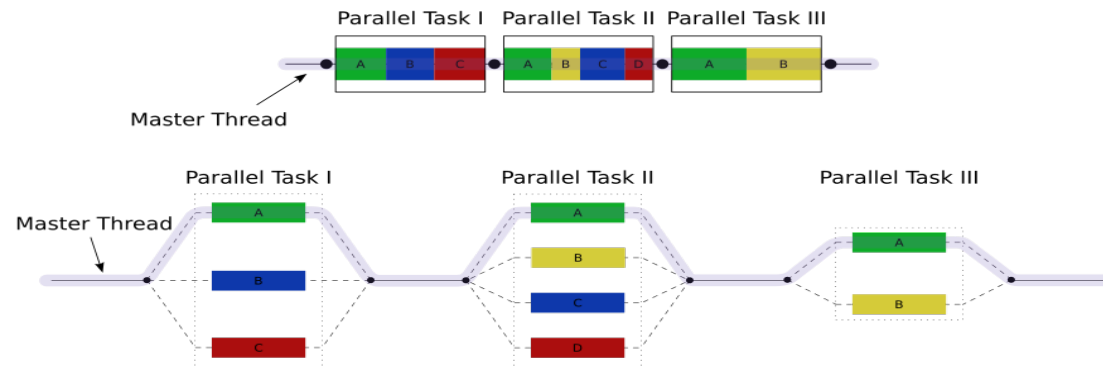 Parallel Task I Parallel Task II Parallel Task III
A B C A B C D A B
Master Thread
Parallel Task I Parallel Task II Parallel Task III
Master Thread
A A
A
B
B
C
B
C D